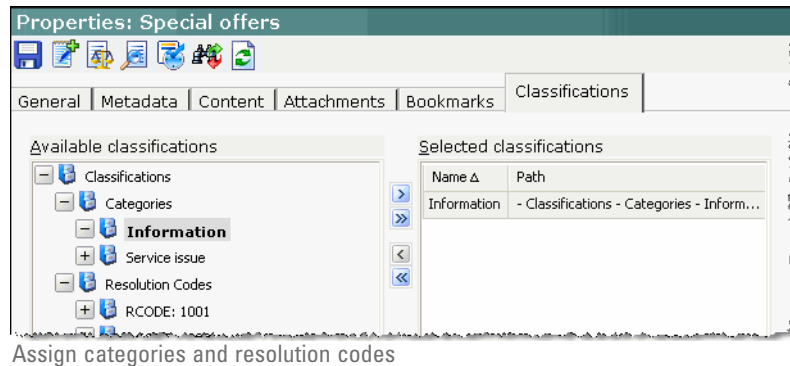 Properties: Special offers
General Metadata Content Attachments Bookmarks Classifications
Available classifications
Selected classifications
Classifications
Categories
Information
Service issue
Resolution Codes
RCODE: 1001
Name Path
Information - Classifications - Categories - Inform...
Assign categories and resolution codes